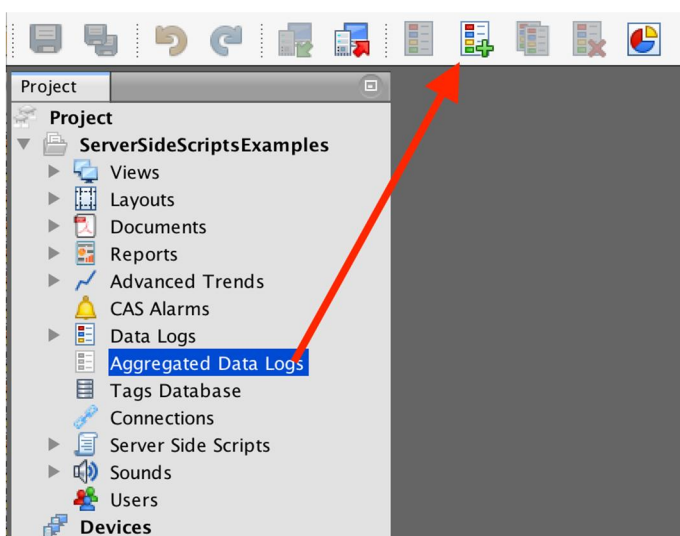 Project
Project
ServerSideScriptsExamples
Views
Layouts
Documents
Reports
Advanced Trends
CAS Alarms
Data Logs
Aggregated Data Logs
Tags Database
Connections
Server Side Scripts
Sounds
Users
Devices